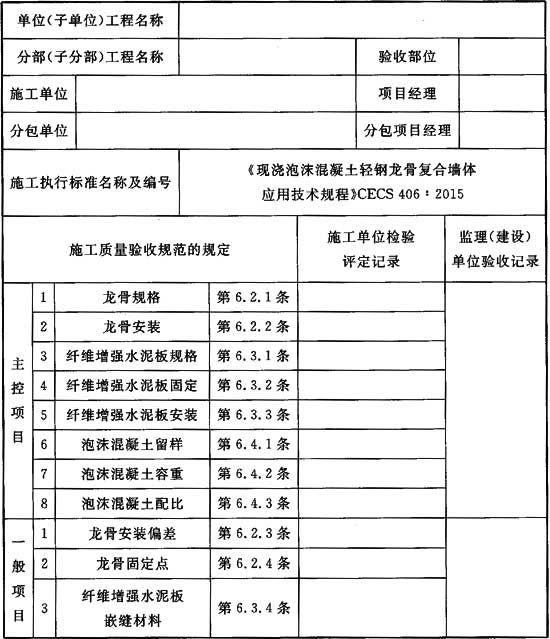 单位(子单位)工程名称
分部(子分部)工程名称 验收部位
施工单位 项目经理
分包单位 分包项目经理
施工执行标准名称及编号 《现浇泡沫混凝土轻钢龙骨复合墙体
应用技术规程》CECS 406：2015
施工质量验收规范的规定 施工单位检验
评定记录 监理(建设)
单位验收记录
主控项目
1 龙骨规格 第 6.2.1 条
2 龙骨安装 第 6.2.2 条
3 纤维增强水泥板规格 第 6.3.1 条
4 纤维增强水泥板固定 第 6.3.2 条
5 纤维增强水泥板安装 第 6.3.3 条
6 泡沫混凝土留样 第 6.4.1 条
7 泡沫混凝土容重 第 6.4.2 条
8 泡沫混凝土配比 第 6.4.3 条
一般项目
1 龙骨安装偏差 第 6.2.3 条
2 龙骨固定点 第 6.2.4 条
3 纤维增强水泥板
嵌缝材料 第 6.3.4 条